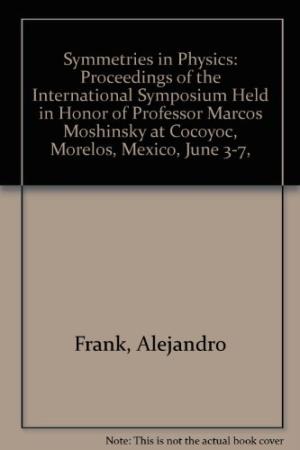 Symmetries in Physics:
Proceedings of the
International Symposium Held
in Honor of Professor Marcos
Moshinsky at Cocoyoc,
Morelos, Mexico, June 3-7,
Frank, Alejandro
Note: This is not the actual book cover